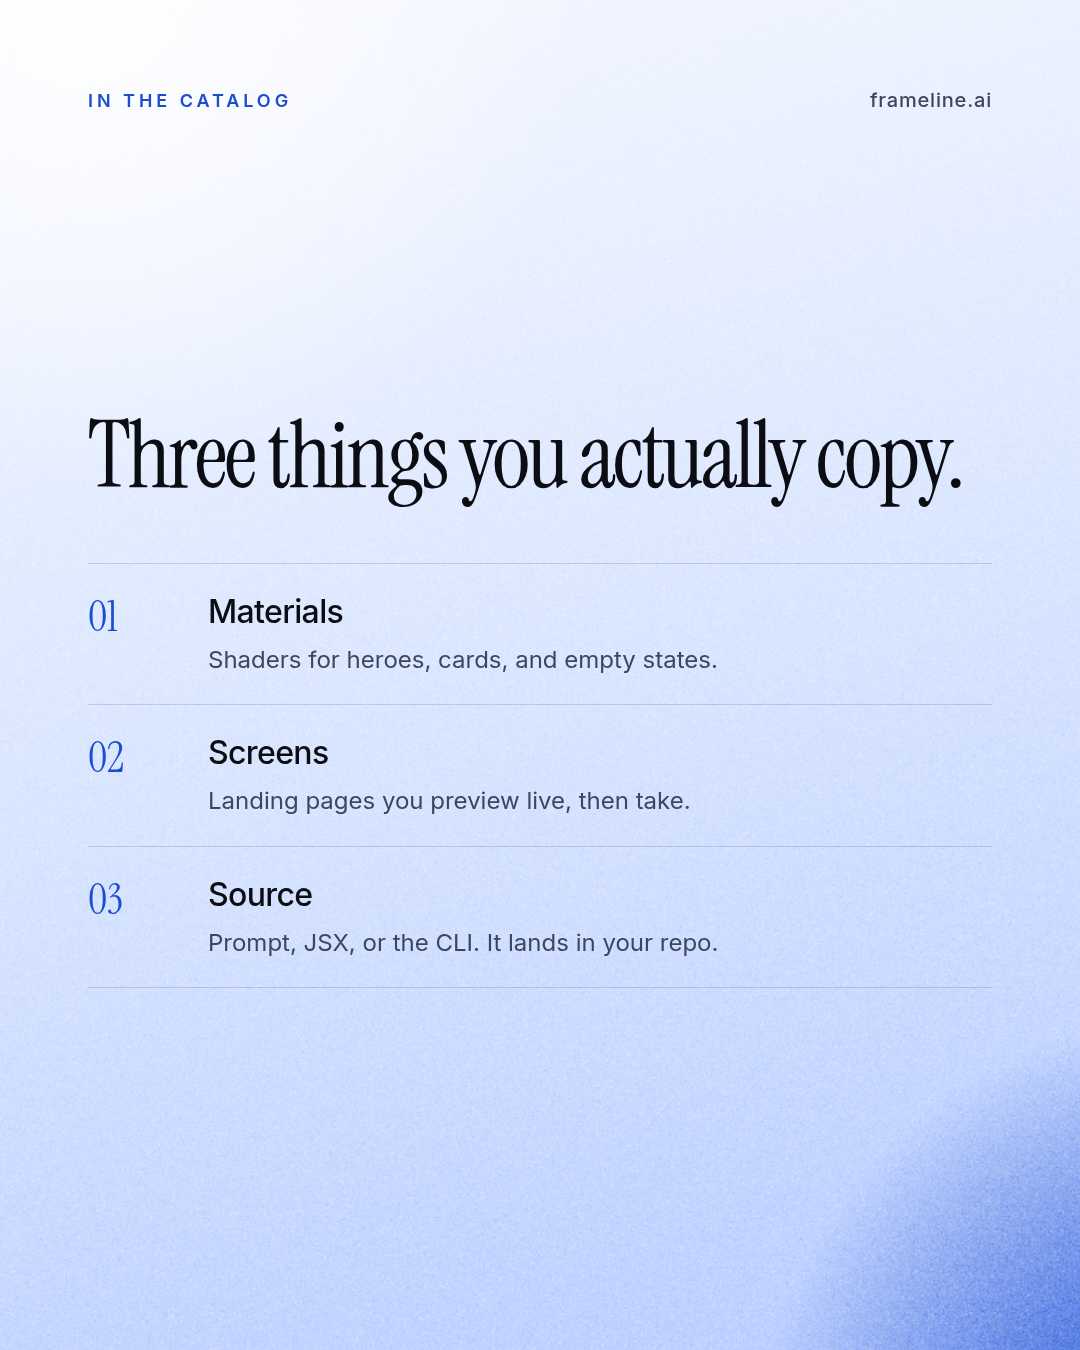 IN THE CATALOG
frameline.ai
Three things you actually copy.
01
Materials
Shaders for heroes, cards, and empty states.
02
Screens
Landing pages you preview live, then take.
03
Source
Prompt, JSX, or the CLI. It lands in your repo.